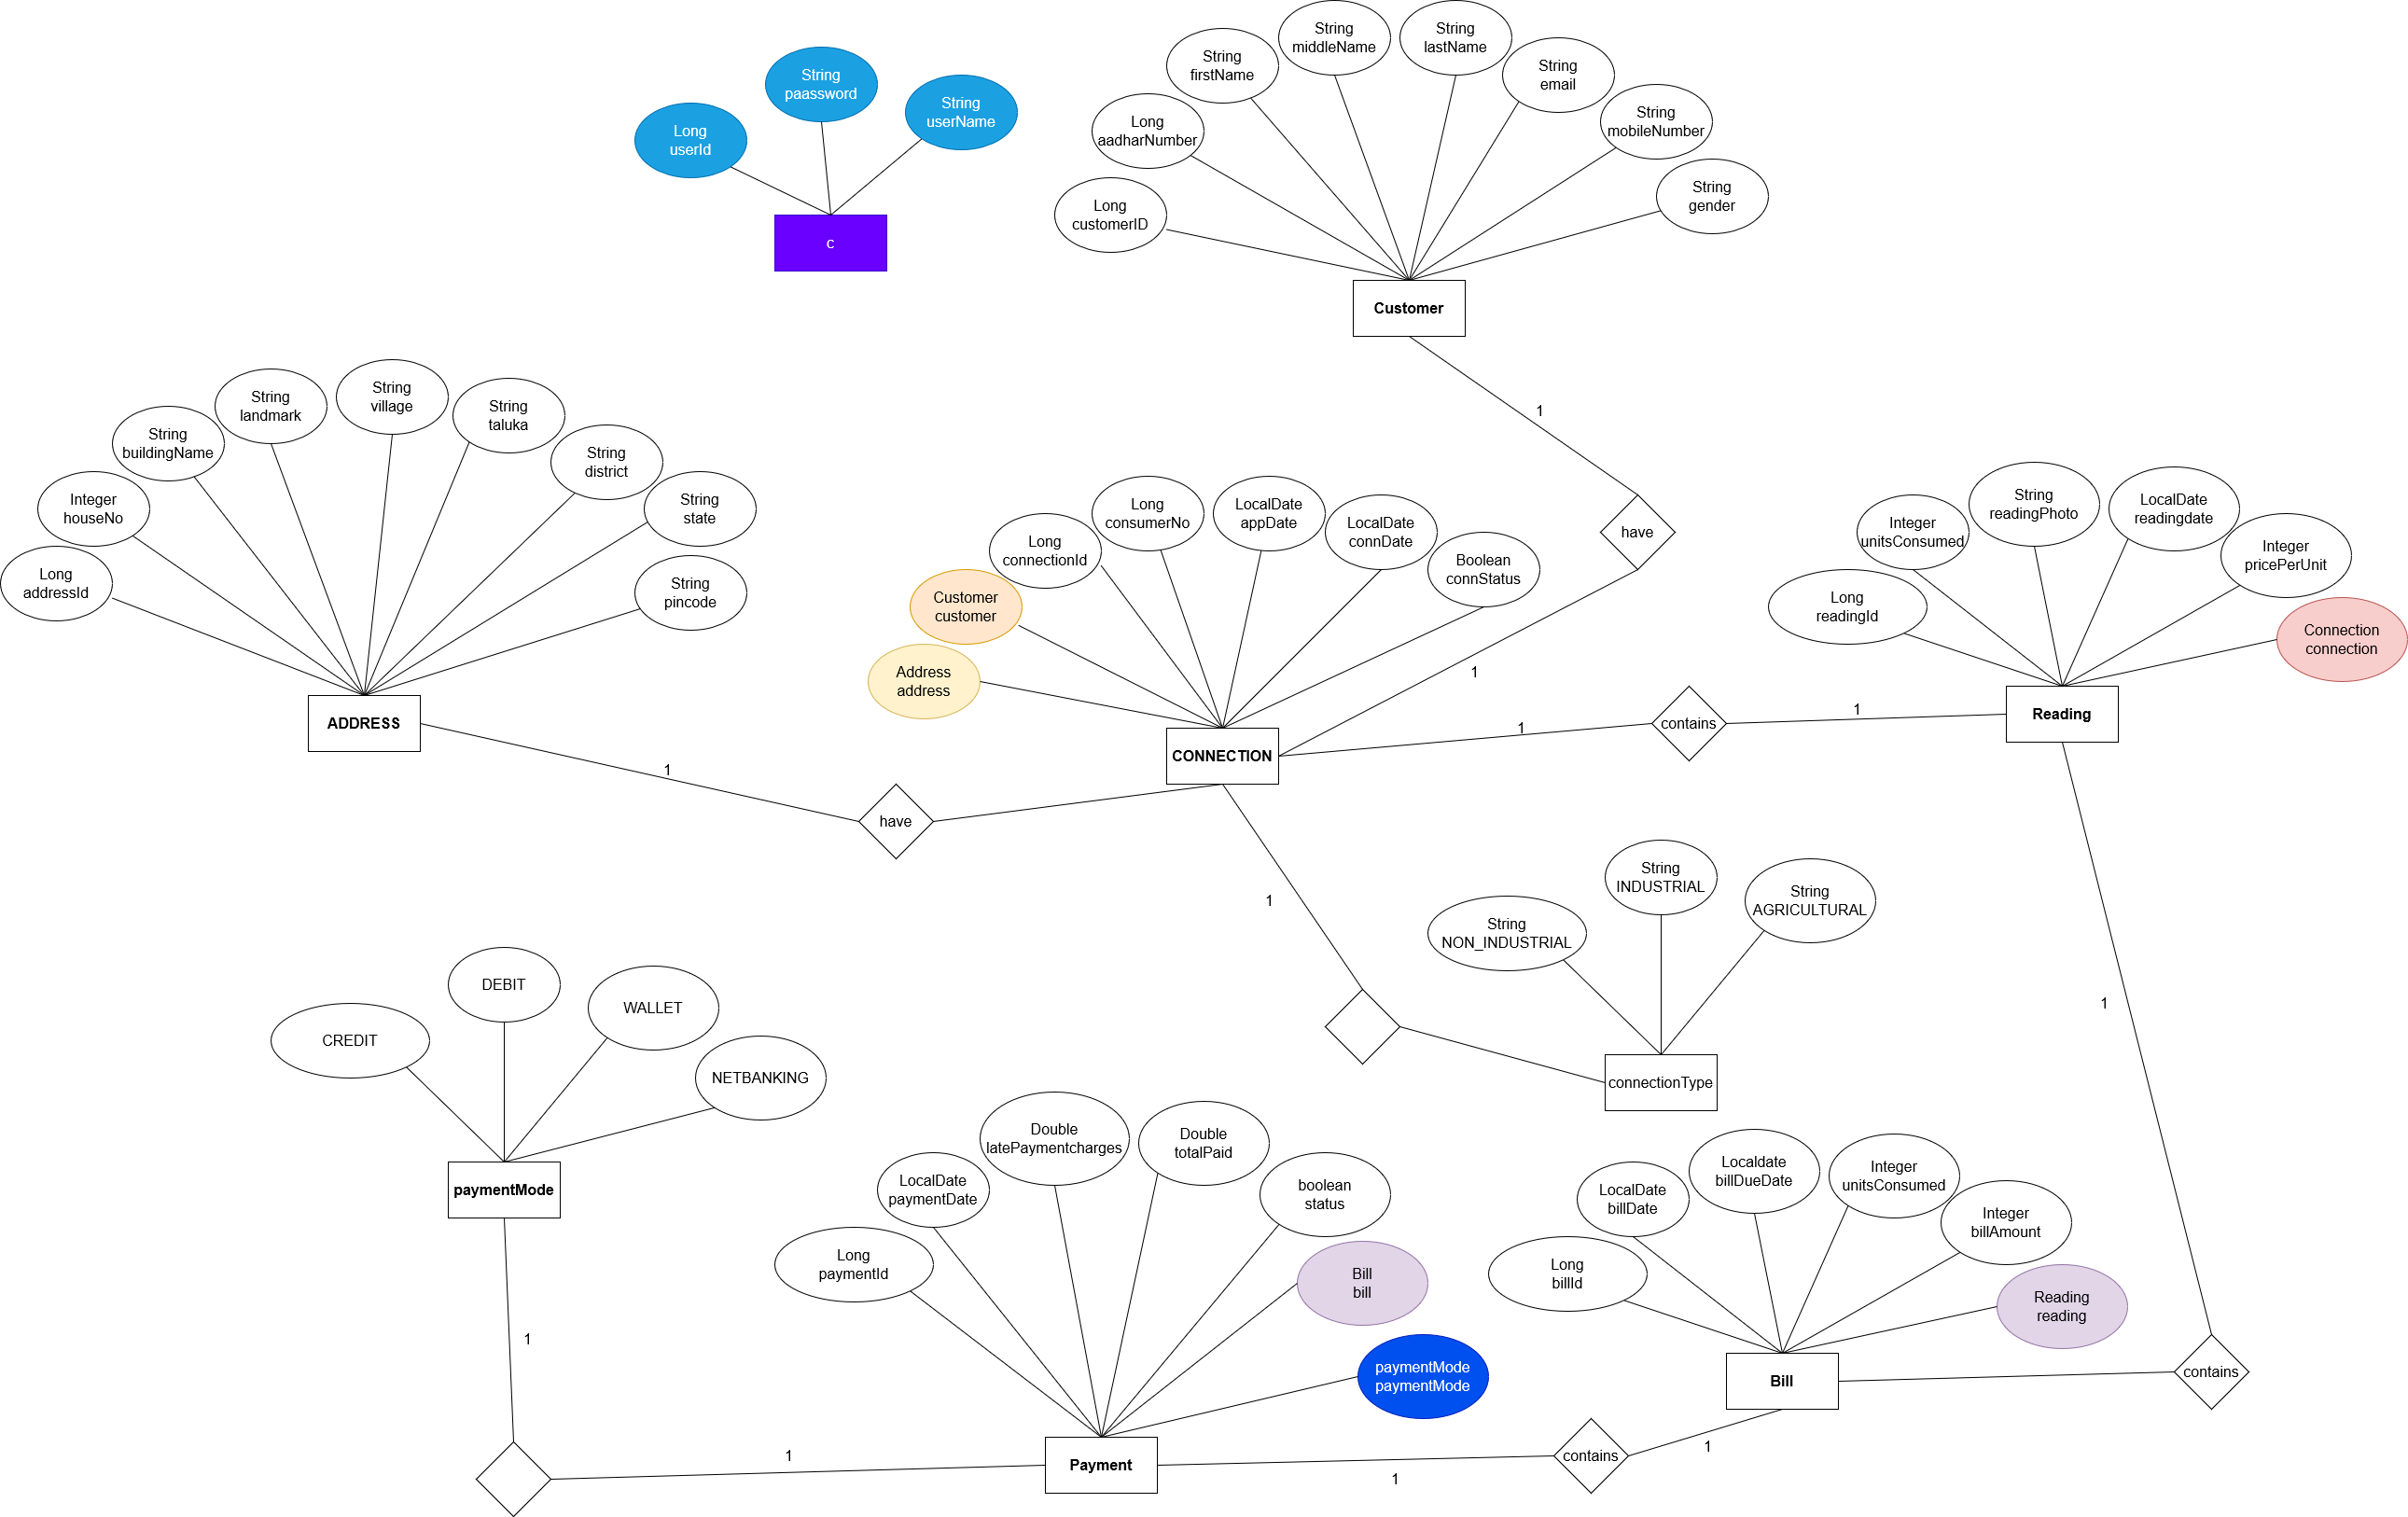 String
paassword
String
userName
Long
userId
c
String
middleName
String
lastName
String
firstName
String
email
Long
aadharNumber
String
mobileNumber
String
gender
Long
customerID
Customer
1
have
1
String
village
String
landmark
String
taluka
String
buildingName
String
district
Integer
houseNo
String
state
Long
addressId
String
pincode
ADDRESS
1
have
Long
consumerNo
LocalDate
appDate
LocalDate
connDate
Long
connectionId
Boolean
connStatus
Customer
customer
Address
address
CONNECTION
1
contains
1
String
readingPhoto
LocalDate
readingdate
Integer
unitsConsumed
Integer
pricePerUnit
Long
readingId
Connection
connection
Reading
1
1
String
INDUSTRIAL
String
AGRICULTURAL
String
NON_INDUSTRIAL
connectionType
DEBIT
WALLET
CREDIT
NETBANKING
paymentMode
1
1
Double
latePaymentcharges
Double
totalPaid
LocalDate
paymentDate
boolean
status
Long
paymentId
Bill
bill
paymentMode
paymentMode
Payment
1
contains
1
Localdate
billDueDate
Integer
unitsConsumed
LocalDate
billDate
Integer
billAmount
Long
billId
Reading
reading
Bill
contains